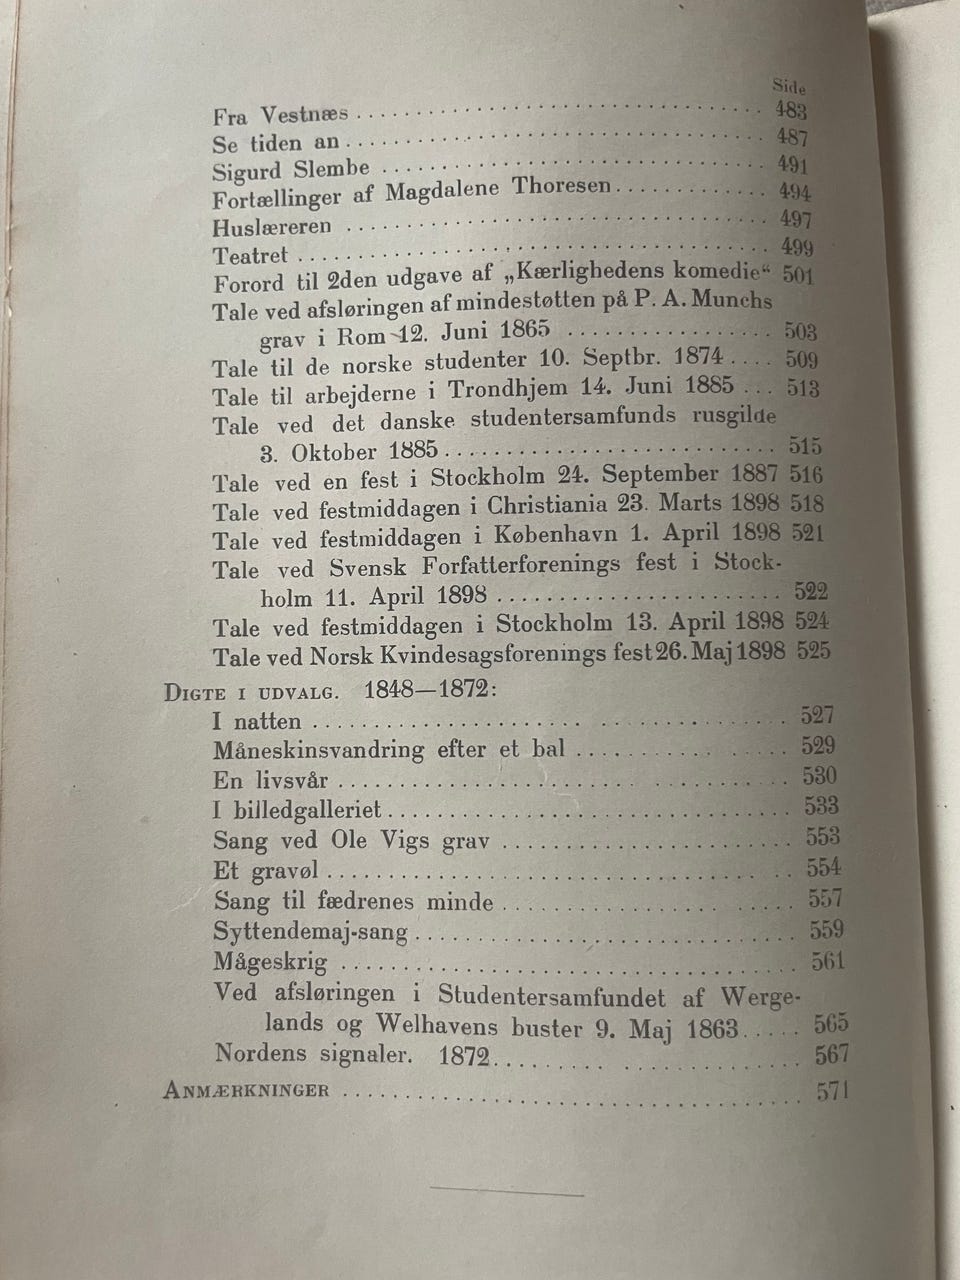 Side
Fra Vestnæs . . . . . . . . . . . . . . . . . . . . . . . . . . . . . . . . . . . 483
Se tiden an . . . . . . . . . . . . . . . . . . . . . . . . . . . . . . . . . . . 487
Sigurd Slembe . . . . . . . . . . . . . . . . . . . . . . . . . . . . . . . . . 491
Fortællinger af Magdalene Thoresen . . . . . . . . . . . . . 494
Huslæreren . . . . . . . . . . . . . . . . . . . . . . . . . . . . . . . . . . . 497
Teatret . . . . . . . . . . . . . . . . . . . . . . . . . . . . . . . . . . . . . . . 499
Forord til 2den udgave af „Kærlighedens komedie“ 501
Tale ved afsløringen af mindestøtten på P. A. Munchs
grav i Rom 12. Juni 1865 . . . . . . . . . . . . . . . . . 503
Tale til de norske studenter 10. Septbr. 1874 . . . . 509
Tale til arbejderne i Trondhjem 14. Juni 1885 . . . 513
Tale ved det danske studentersamfunds rusgilde
3. Oktober 1885 . . . . . . . . . . . . . . . . . . . . . . . . . . . 515
Tale ved en fest i Stockholm 24. September 1887 516
Tale ved festmiddagen i Christiania 23. Marts 1898 518
Tale ved festmiddagen i København 1. April 1898 521
Tale ved Svensk Forfatterforenings fest i Stock-
holm 11. April 1898 . . . . . . . . . . . . . . . . . . . . . . . 522
Tale ved festmiddagen i Stockholm 13. April 1898 524
Tale ved Norsk Kvindesagsforenings fest 26. Maj 1898 525
DIGTE I UDVALG. 1848—1872:
I natten . . . . . . . . . . . . . . . . . . . . . . . . . . . . . . . . . . . . . 527
Måneskinsvandring efter et bal . . . . . . . . . . . . . . . . . 529
En livsvår . . . . . . . . . . . . . . . . . . . . . . . . . . . . . . . . . . . 530
I billedgalleriet . . . . . . . . . . . . . . . . . . . . . . . . . . . . . . . 533
Sang ved Ole Vigs grav . . . . . . . . . . . . . . . . . . . . . . . 553
Et gravøl . . . . . . . . . . . . . . . . . . . . . . . . . . . . . . . . . . . . 554
Sang til fædrenes minde . . . . . . . . . . . . . . . . . . . . . . 557
Syttendemaj-sang . . . . . . . . . . . . . . . . . . . . . . . . . . . . . 559
Mågeskrig . . . . . . . . . . . . . . . . . . . . . . . . . . . . . . . . . . . 561
Ved afsløringen i Studentersamfundet af Werge-
lands og Welhavens buster 9. Maj 1863 . . . . . 565
Nordens signaler. 1872 . . . . . . . . . . . . . . . . . . . . . . . . 567
ANMÆRKNINGER . . . . . . . . . . . . . . . . . . . . . . . . . . . . . . . . . . . 571